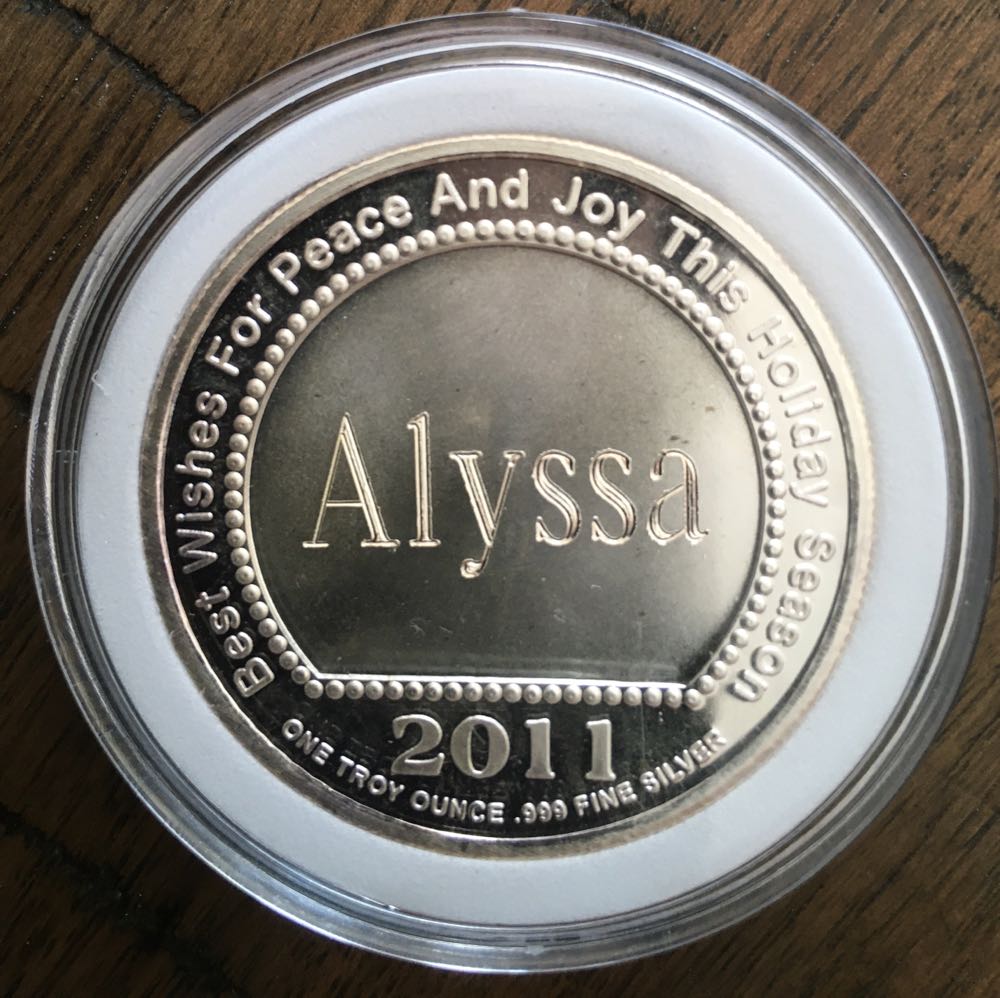 Best Wishes For Peace And Joy This Holiday Season
Alyssa
2011
ONE TROY OUNCE .999 FINE SILVER